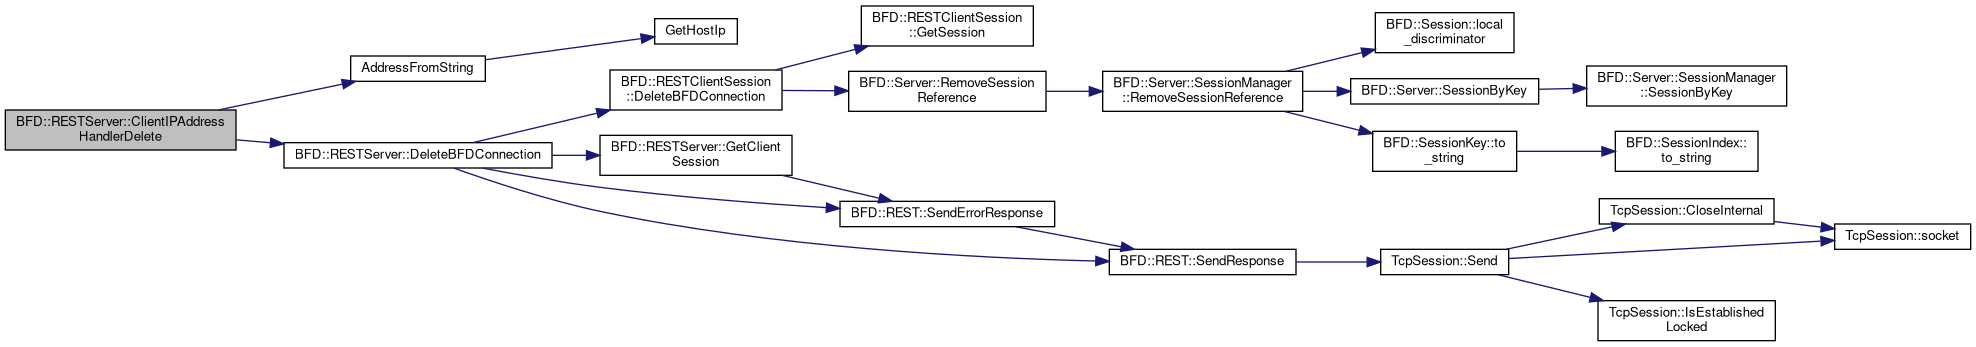 BFD::RESTServer::ClientIPAddress
HandlerDelete
AddressFromString
GetHostIp
BFD::RESTServer::DeleteBFDConnection
BFD::RESTClientSession
::DeleteBFDConnection
BFD::RESTClientSession
::GetSession
BFD::Server::RemoveSession
Reference
BFD::Server::SessionManager
::RemoveSessionReference
BFD::Session::local
_discriminator
BFD::Server::SessionByKey
BFD::Server::SessionManager
::SessionByKey
BFD::SessionKey::to
_string
BFD::SessionIndex::
to_string
BFD::RESTServer::GetClient
Session
BFD::REST::SendErrorResponse
BFD::REST::SendResponse
TcpSession::Send
TcpSession::CloseInternal
TcpSession::socket
TcpSession::IsEstablished
Locked